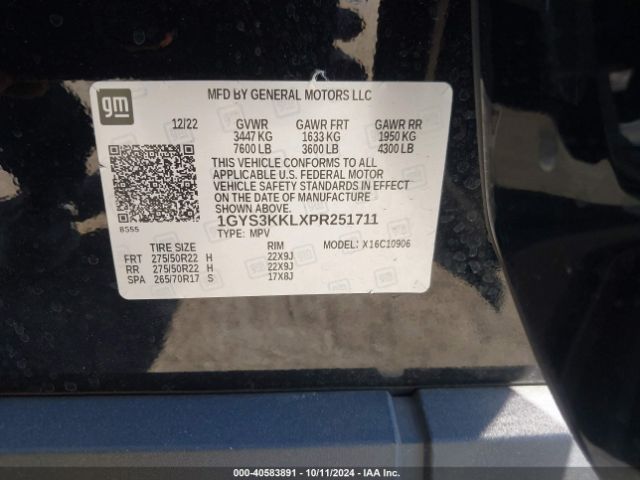 gm
MFD BY GENERAL MOTORS LLC
12/22 GVWR GAWR FRT GAWR RR
3447 KG 1633 KG 1950 KG
7600 LB 3600 LB 4300 LB
THIS VEHICLE CONFORMS TO ALL
APPLICABLE U.S. FEDERAL MOTOR
VEHICLE SAFETY STANDARDS IN EFFECT
ON THE DATE OF MANUFACTURE
SHOWN ABOVE.
1GYS3KKLXPR251711
8355
TYPE: MPV MODEL: X16C10906
TIRE SIZE RIM
FRT 275/50R22 H 22X9J
RR 275/50R22 H 22X9J
SPA 265/70R17 S 17X8J
000-40583891 - 10/11/2024 - IAA Inc.